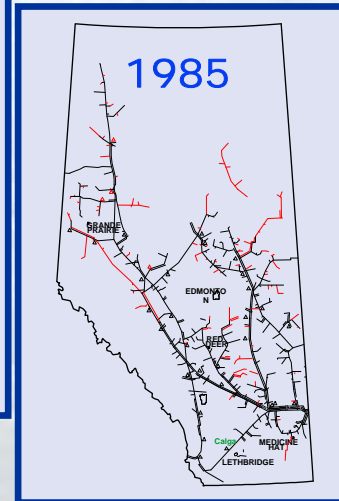 1985
GRANDE
PRAIRIE
EDMONTO
N
RED
DEER
Calga
MEDICINE
HAT
LETHBRIDGE